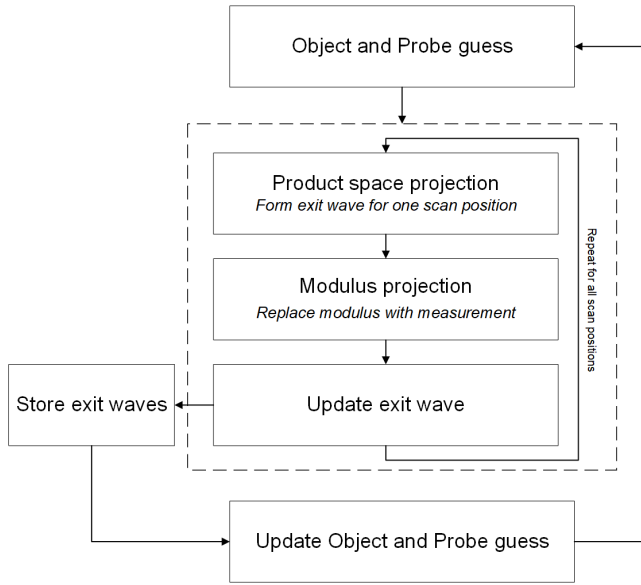 Object and Probe guess
Product space projection
Form exit wave for one scan position
Modulus projection
Replace modulus with measurement
Repeat for all scan positions
Store exit waves
Update exit wave
Update Object and Probe guess